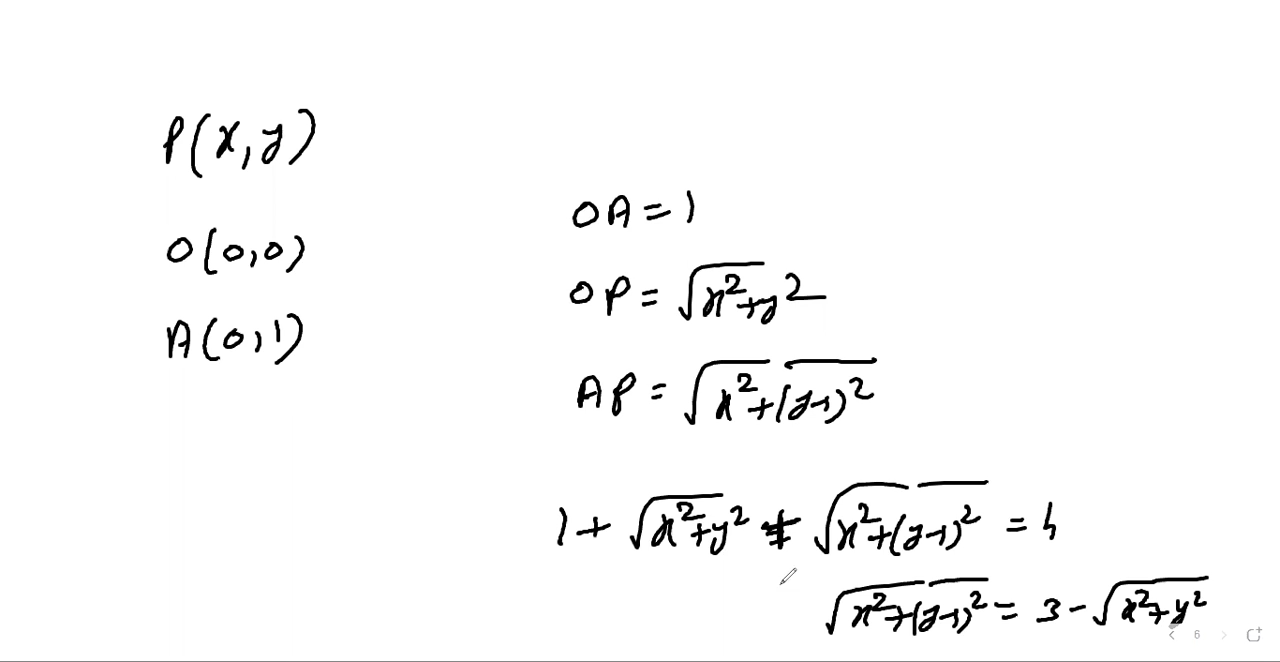 P(x,y)
O(0,0)
A(0,1)
OA = 1
OP = √x²+y²
AP = √x²+(y-1)²
1 + √x²+y² + √x²+(y-1)² = 4
√x²+(y-1)² = 3 - √x²+y²
6